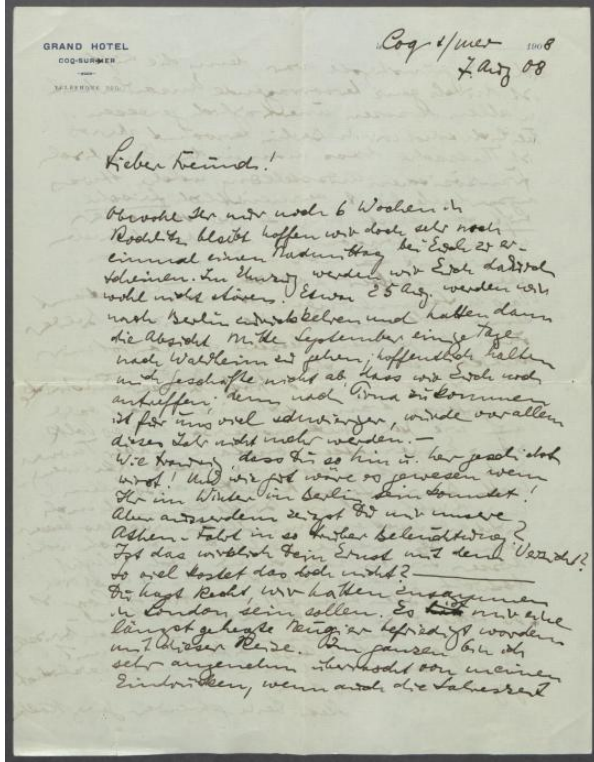 GRAND HOTEL
COQ-SUR-MER
Coq s/mer 1908
7. Aug 08
Lieber Freund!
Obwohl Ihr nur noch 6 Wochen in
Rochlitz bleibt hoffen wir doch sehr noch
einmal einen Nachmittag bei Euch zu er-
scheinen. Im Umzug werden wir Euch dadurch
wohl nicht stören. Etwa 25 Aug. werden wir
nach Berlin zurückkehren und hatten dann
die Absicht Mitte September einige Tage
nach Waldheim zu gehen, hoffentlich halten
mich Geschäfte nicht ab, dass wir Euch noch
antreffen, denn nach Pirna zu kommen
ist für uns viel schwieriger, würde vor allem
dieses Jahr nicht mehr werden. —
Wie traurig, dass Du so hin u. her geschickt
wirst! Und wie gut wäre es gewesen wenn
Ihr im Winter in Berlin sein konntet!
Aber ausserdem zeigst Du mir unsere
Athen-Fahrt in so trüber Beleuchtung?
Ist das wirklich Dein Ernst mit dem Verzicht?
So viel kostet das doch nicht? —
Du hast Recht, wir hätten zusammen
in London sein sollen. Es mir eine
längst gehegte Neugier befriedigt worden
mit dieser Reise. Im ganzen bin ich
sehr angenehm überrascht von meinen
Eindrücken, wenn auch die Jahreszeit